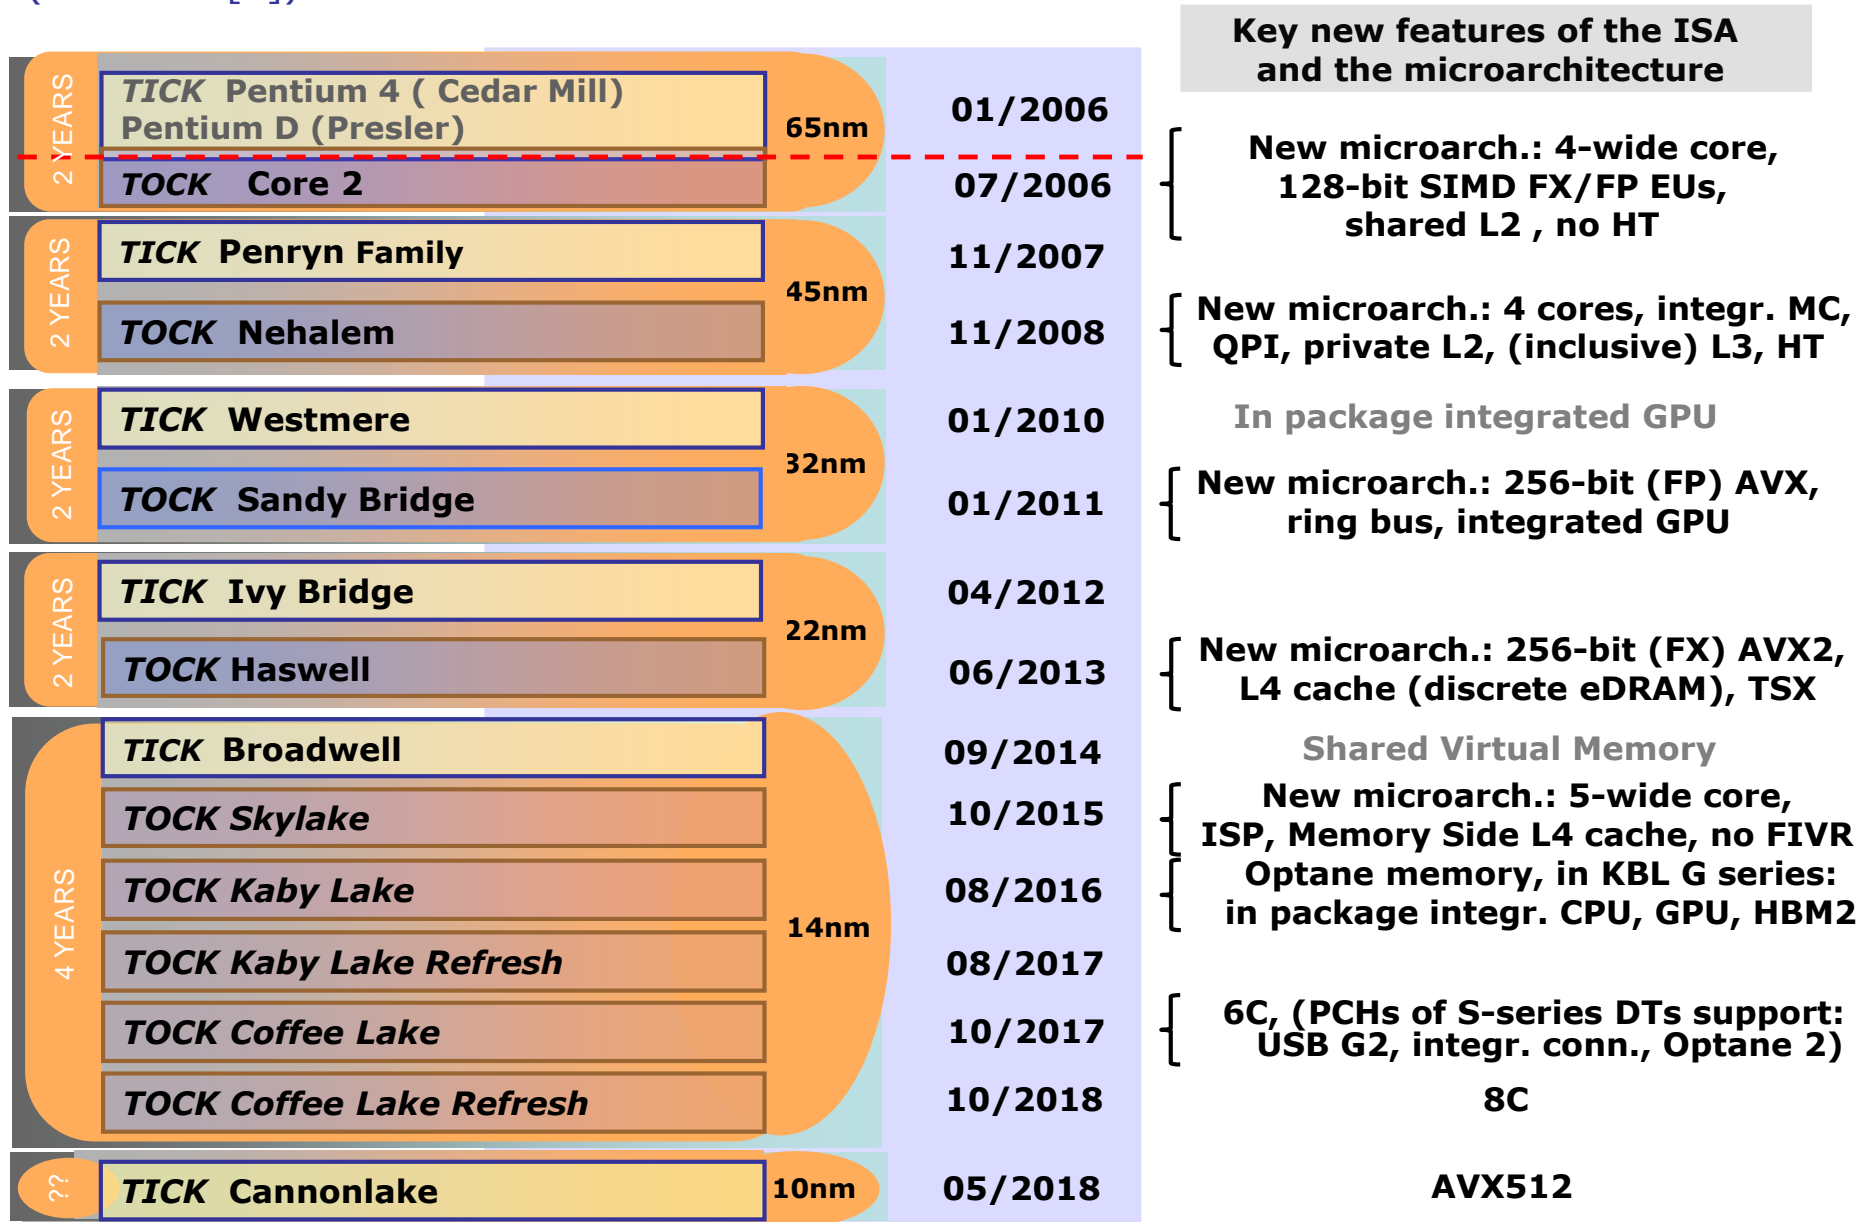 Key new features of the ISA
and the microarchitecture
2 YEARS
TICK Pentium 4 ( Cedar Mill)
Pentium D (Presler)
65nm
01/2006
TOCK Core 2
07/2006
New microarch.: 4-wide core,
128-bit SIMD FX/FP EUs,
shared L2 , no HT
2 YEARS
TICK Penryn Family
45nm
11/2007
TOCK Nehalem
11/2008
New microarch.: 4 cores, integr. MC,
QPI, private L2, (inclusive) L3, HT
2 YEARS
TICK Westmere
32nm
01/2010
In package integrated GPU
TOCK Sandy Bridge
01/2011
New microarch.: 256-bit (FP) AVX,
ring bus, integrated GPU
2 YEARS
TICK Ivy Bridge
22nm
04/2012
TOCK Haswell
06/2013
New microarch.: 256-bit (FX) AVX2,
L4 cache (discrete eDRAM), TSX
4 YEARS
TICK Broadwell
14nm
09/2014
Shared Virtual Memory
TOCK Skylake
10/2015
New microarch.: 5-wide core,
ISP, Memory Side L4 cache, no FIVR
TOCK Kaby Lake
08/2016
Optane memory, in KBL G series:
in package integr. CPU, GPU, HBM2
TOCK Kaby Lake Refresh
08/2017
TOCK Coffee Lake
10/2017
6C, (PCHs of S-series DTs support:
USB G2, integr. conn., Optane 2)
TOCK Coffee Lake Refresh
10/2018
8C
??
TICK Cannonlake
10nm
05/2018
AVX512